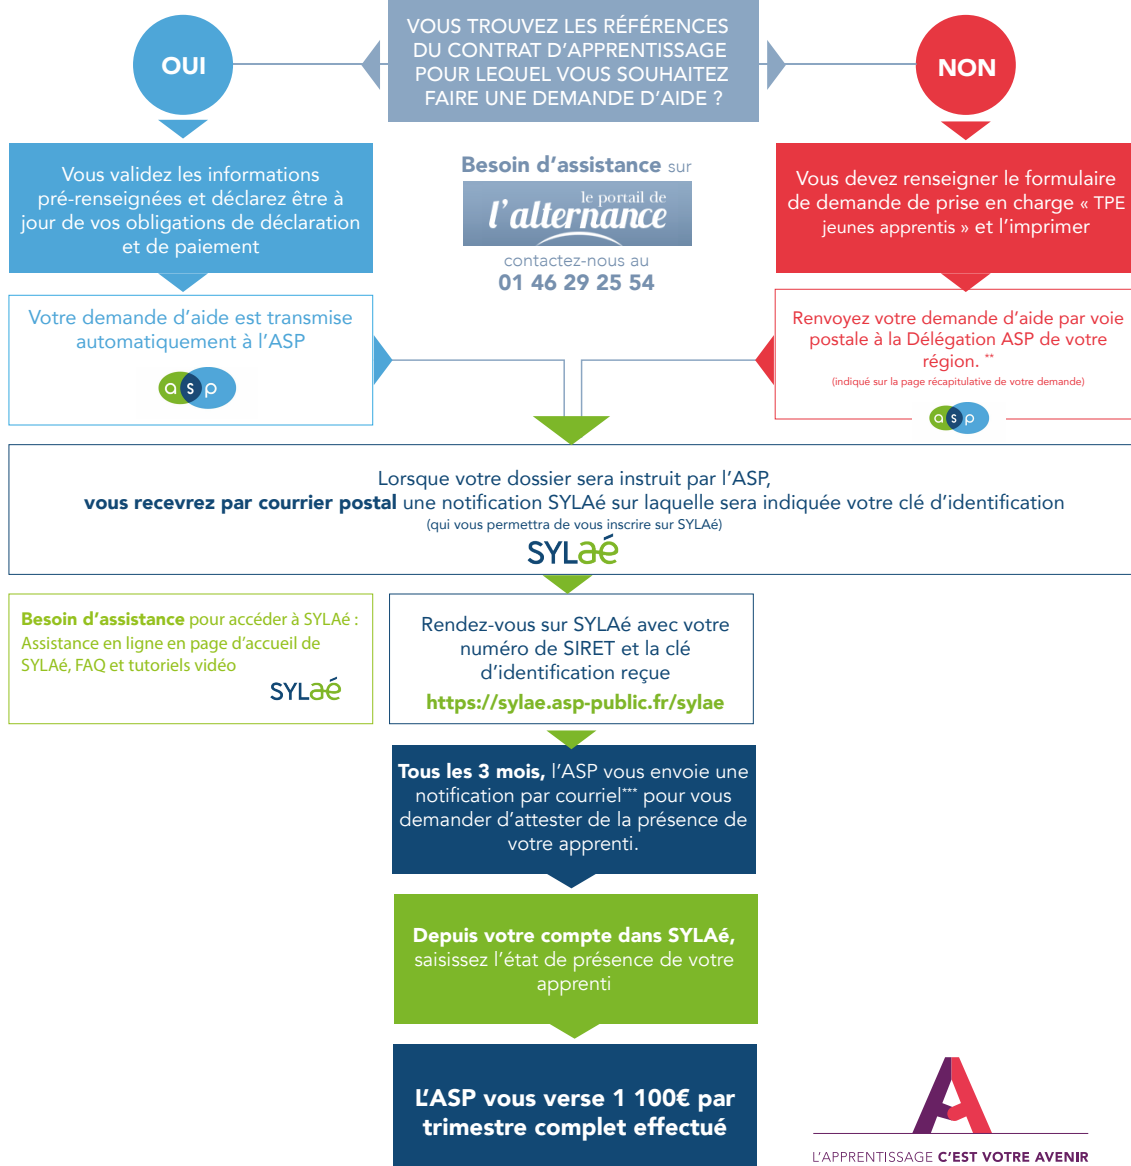 VOUS TROUVEZ LES RÉFÉRENCES
DU CONTRAT D'APPRENTISSAGE
POUR LEQUEL VOUS SOUHAITEZ
FAIRE UNE DEMANDE D'AIDE ?
OUI
NON
Vous validez les informations
pré-renseignées et déclarez être à
jour de vos obligations de déclaration
et de paiement
Besoin d'assistance sur
le portail de
l'alternance
contactez-nous au
01 46 29 25 54
Vous devez renseigner le formulaire
de demande de prise en charge « TPE
jeunes apprentis » et l'imprimer
Votre demande d'aide est transmise
automatiquement à l'ASP
asp
Renvoyez votre demande d'aide par voie
postale à la Délégation ASP de votre
région. **
(indiqué sur la page récapitulative de votre demande)
asp
Lorsque votre dossier sera instruit par l'ASP,
vous recevrez par courrier postal une notification SYLAé sur laquelle sera indiquée votre clé d'identification
(qui vous permettra de vous inscrire sur SYLAé)
SYLaé
Besoin d'assistance pour accéder à SYLAé :
Assistance en ligne en page d'accueil de
SYLAé, FAQ et tutoriels vidéo
SYLaé
Rendez-vous sur SYLAé avec votre
numéro de SIRET et la clé
d'identification reçue
https://sylae.asp-public.fr/sylae
Tous les 3 mois, l'ASP vous envoie une
notification par courriel*** pour vous
demander d'attester de la présence de
votre apprenti.
Depuis votre compte dans SYLAé,
saisissez l'état de présence de votre
apprenti
L'ASP vous verse 1 100€ par
trimestre complet effectué
L'APPRENTISSAGE C'EST VOTRE AVENIR